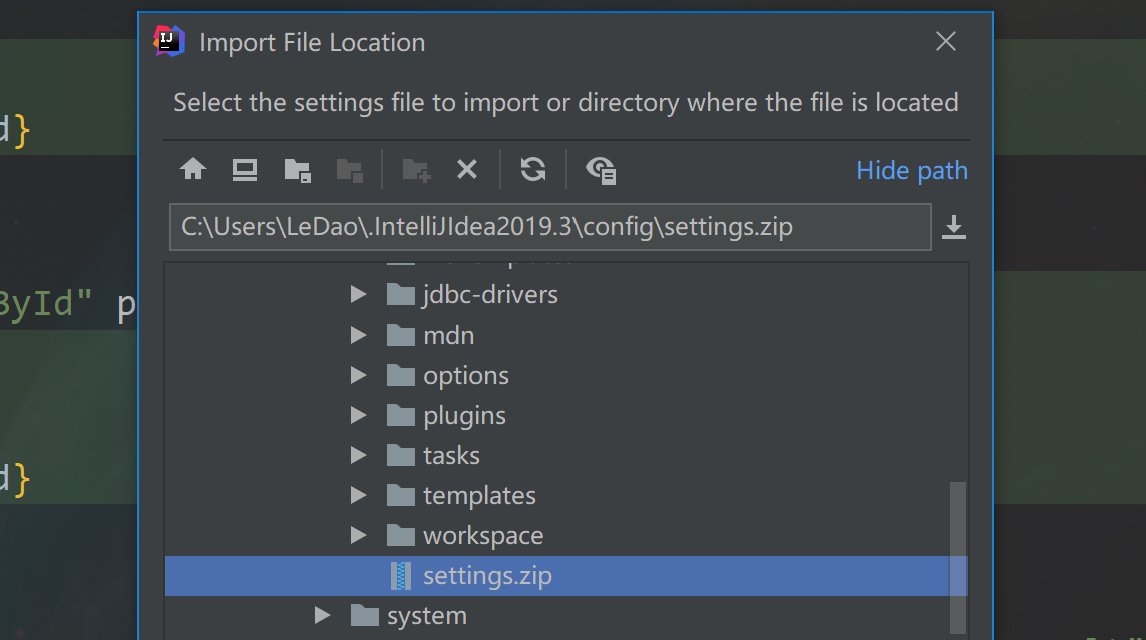 IJ Import File Location
Select the settings file to import or directory where the file is located
d}
Hide path
C:\Users\LeDao\.IntelliJIdea2019.3\config\settings.zip
jdbc-drivers
ById" p
mdn
options
plugins
tasks
d}
templates
workspace
settings.zip
system